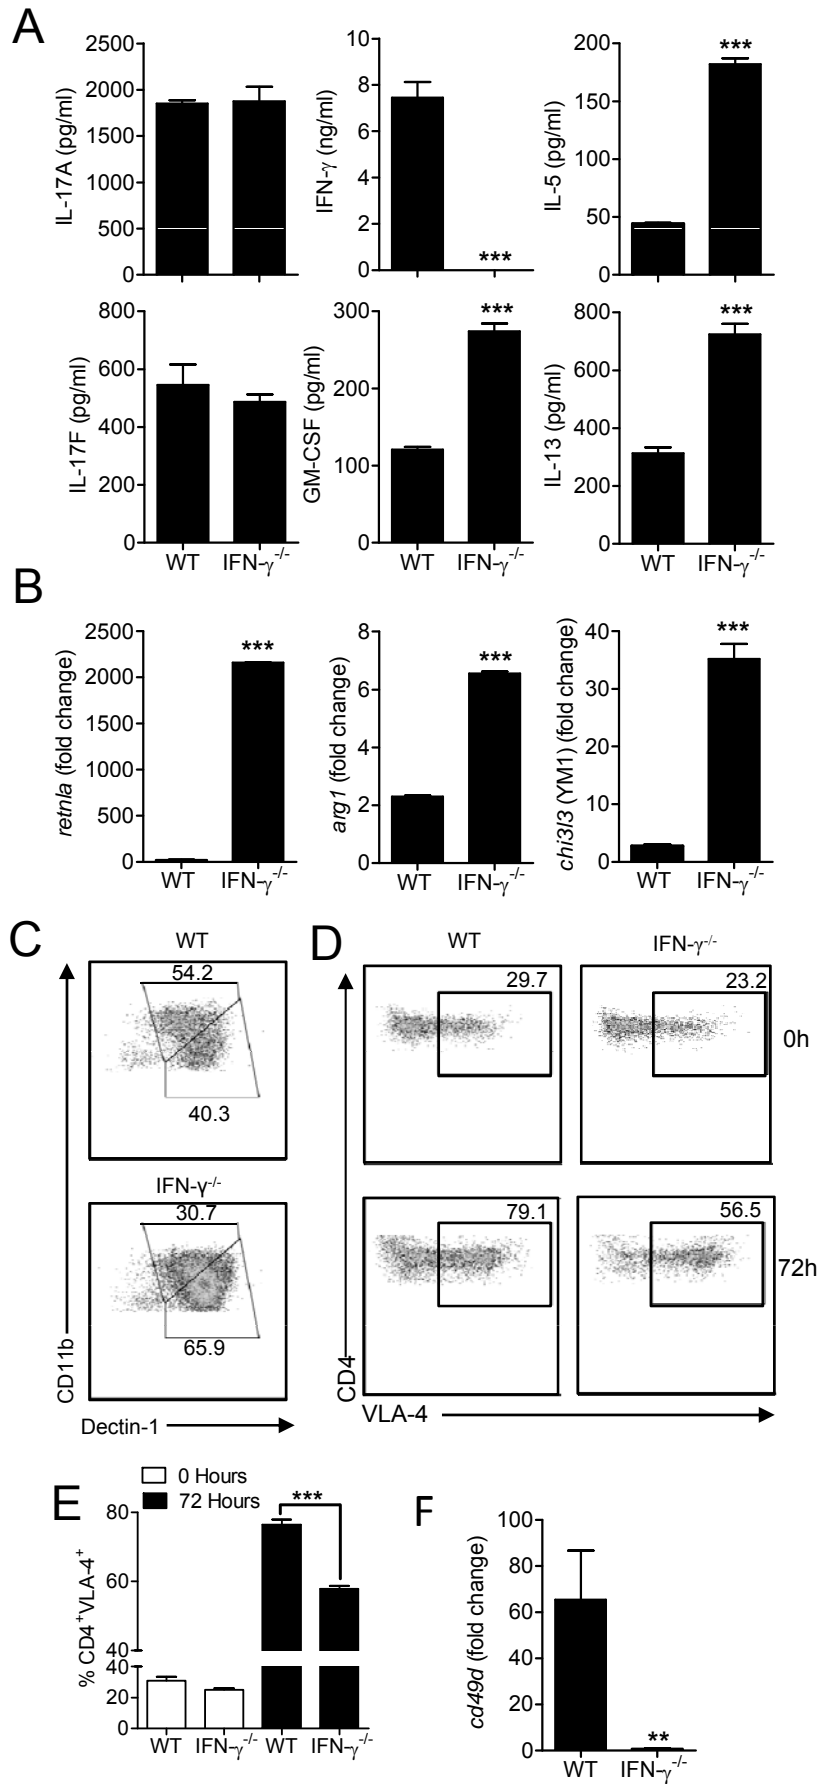 A
2500
2000
1500
1000
500
0
IL-17A (pg/ml)
10
8
6
4
2
0
IFN-γ (ng/ml)
***
200
150
100
50
0
IL-5 (pg/ml)
***
800
600
400
200
0
IL-17F (pg/ml)
WT IFN-γ-/-
300
200
100
0
GM-CSF (pg/ml)
***
WT IFN-γ-/-
800
600
400
200
0
IL-13 (pg/ml)
***
WT IFN-γ-/-
B
2500
2000
1500
1000
500
0
retnla (fold change)
***
WT IFN-γ-/-
8
6
4
2
0
arg1 (fold change)
***
WT IFN-γ-/-
40
30
20
10
0
chi3l3 (YM1) (fold change)
***
WT IFN-γ-/-
C
WT
54.2
40.3
IFN-γ-/-
30.7
65.9
CD11b
Dectin-1
D
WT IFN-γ-/-
29.7 23.2
0h
79.1 56.5
72h
CD4
VLA-4
E
0 Hours
72 Hours
80
60
40
40
20
0
% CD4+VLA-4+
***
WT IFN-γ-/- WT IFN-γ-/-
F
100
80
60
40
20
0
cd49d (fold change)
**
WT IFN-γ-/-